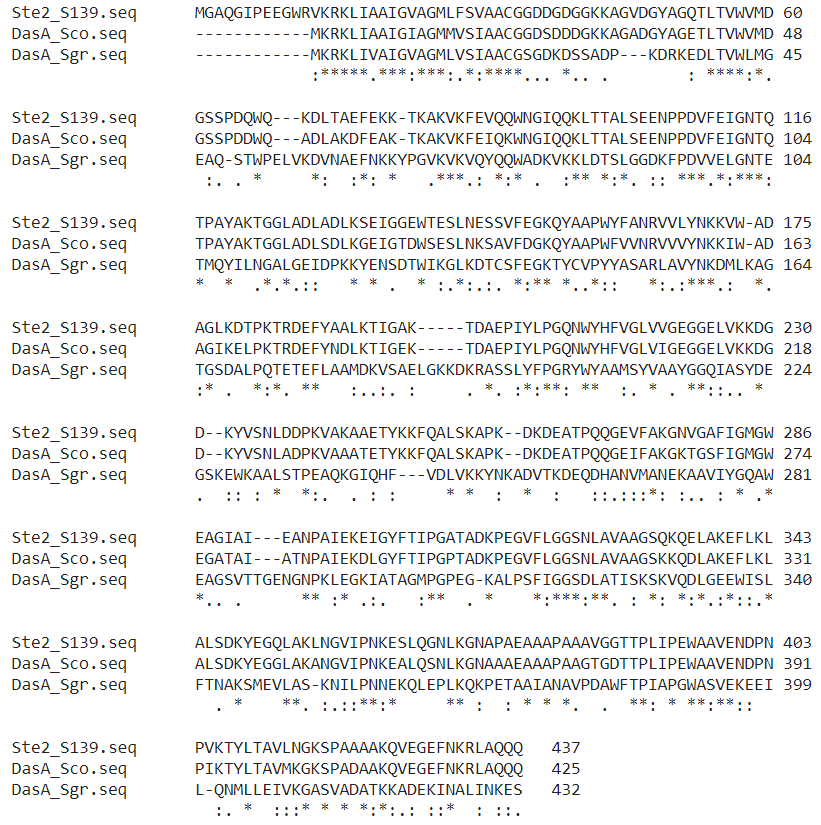 Ste2_S139.seq MGAQGIPEEGWRVKRKLIAAIGVAGMLFSVAACGGDDGDGGKKAGVDGYAGQTLTVWVMD 60
DasA_Sco.seq ------------MKRKLIAAIGIAGMMVSIAACGGDSDDDGKKAGADGYAGETLTVWVMD 48
DasA_Sgr.seq ------------MKRKLIVAIGVAGMLVSIAACGSGDKDSSADP---KDRKEDLTVWLMG 45
:*****.***:***:.*:****... *.. . : ****:*.
Ste2_S139.seq GSSPDQWQ---KDLTAEFEKK-TKAKVKFEVQQWNGIQQKLTTALSEENPPDVFEIGNTQ 116
DasA_Sco.seq GSSPDDWQ---ADLAKDFEAK-TKAKVKFEIQKWNGIQQKLTTALSEENPPDVFEIGNTQ 104
DasA_Sgr.seq EAQ-STWPELVKDVNAEFNKKYPGVKVKVQYQQWADKVKKLDTSLGGDKFPDVVELGNTE 104
:. . * *: :*: * .***.: *:* . :** *:*. :: ***.*:***:
Ste2_S139.seq TPAYAKTGGLADLADLKSEIGGEWTESLNESSVFEGKQYAAPWYFANRVVLYNKKVW-AD 175
DasA_Sco.seq TPAYAKTGGLADLSDLKGEIGTDWSESLNKSAVFDGKQYAAPWFVVNRVVVYNKKIW-AD 163
DasA_Sgr.seq TMQYILNGALGEIDPKKYENSDTWIKGLKDTCSFEGKTYCVPYYASARLAVYNKDMLKAG 164
* * .*.*.:: * * . * :.*:.:. *:** *..*:: *:.:***.: *.
Ste2_S139.seq AGLKDTPKTRDEFYAALKTIGAK-----TDAEPIYLPGQNWYHFVGLVVGEGGELVKKDG 230
DasA_Sco.seq AGIKELPKTRDEFYNDLKTIGEK-----TDAEPIYLPGQNWYHFVGLVIGEGGELVKKDG 218
DasA_Sgr.seq TGSDALPQTETEFLAAMDKVSAELGKKDKRASSLYFPGRYWYAAMSYVAAYGGQIASYDE 224
:* . *:*. ** :..:. : . *. :*:**: ** :. * . **::.. *
Ste2_S139.seq D--KYVSNLDDPKVAKAAETYKKFQALSKAPK--DKDEATPQQGEVFAKGNVGAFIGMGW 286
DasA_Sco.seq D--KYVSNLADPKVAAATETYKKFQALSKAPK--DKDEATPQQGEIFAKGKTGSFIGMGW 274
DasA_Sgr.seq GSKEWKAALSTPEAQKGIQHF---VDLVKKYNKADVTKDEQDHANVMANEKAAVIYGQAW 281
. :: : *:. . : : * * : * : ::.:::*: :.. : * .*
Ste2_S139.seq EAGIAI---EANPAIEKEIGYFTIPGATADKPEGVFLGGSNLAVAAGSQKQELAKEFLKL 343
DasA_Sco.seq EGATAI---ATNPAIEKDLGYFTIPGPTADKPEGVFLGGSNLAVAAGSKKQDLAKEFLKL 331
DasA_Sgr.seq EAGSVTTGENGNPKLEGKIATAGMPGPEG-KALPSFIGGSDLATISKSKVQDLGEEWISL 340
*.. . ** :* .:. :** . * *:***:**. : *: *:*.:*::.*
Ste2_S139.seq ALSDKYEGQLAKLNGVIPNKESLQGNLKGNAPAEAAAPAAAVGGTTPLIPEWAAVENDPN 403
DasA_Sco.seq ALSDKYEGGLAKANGVIPNKEALQSNLKGNAAAEAAAPAAGTGDTTPLIPEWAAVENDPN 391
DasA_Sgr.seq FTNAKSMEVLAS-KNILPNNEKQLEPLKQKPETAAIANAVPDAWFTPIAPGWASVEKEEI 399
. * **. :.::**:* ** : : * * . . **: * **:**::
Ste2_S139.seq PVKTYLTAVLNGKSPAAAAKQVEGEFNKRLAQQQ 437
DasA_Sco.seq PIKTYLTAVMKGKSPADAAKQVEGEFNKRLAQQQ 425
DasA_Sgr.seq L-QNMLLEIVKGASVADATKKADEKINALINKES 432
:. * :::* * * *:*:.: ::* : ::.